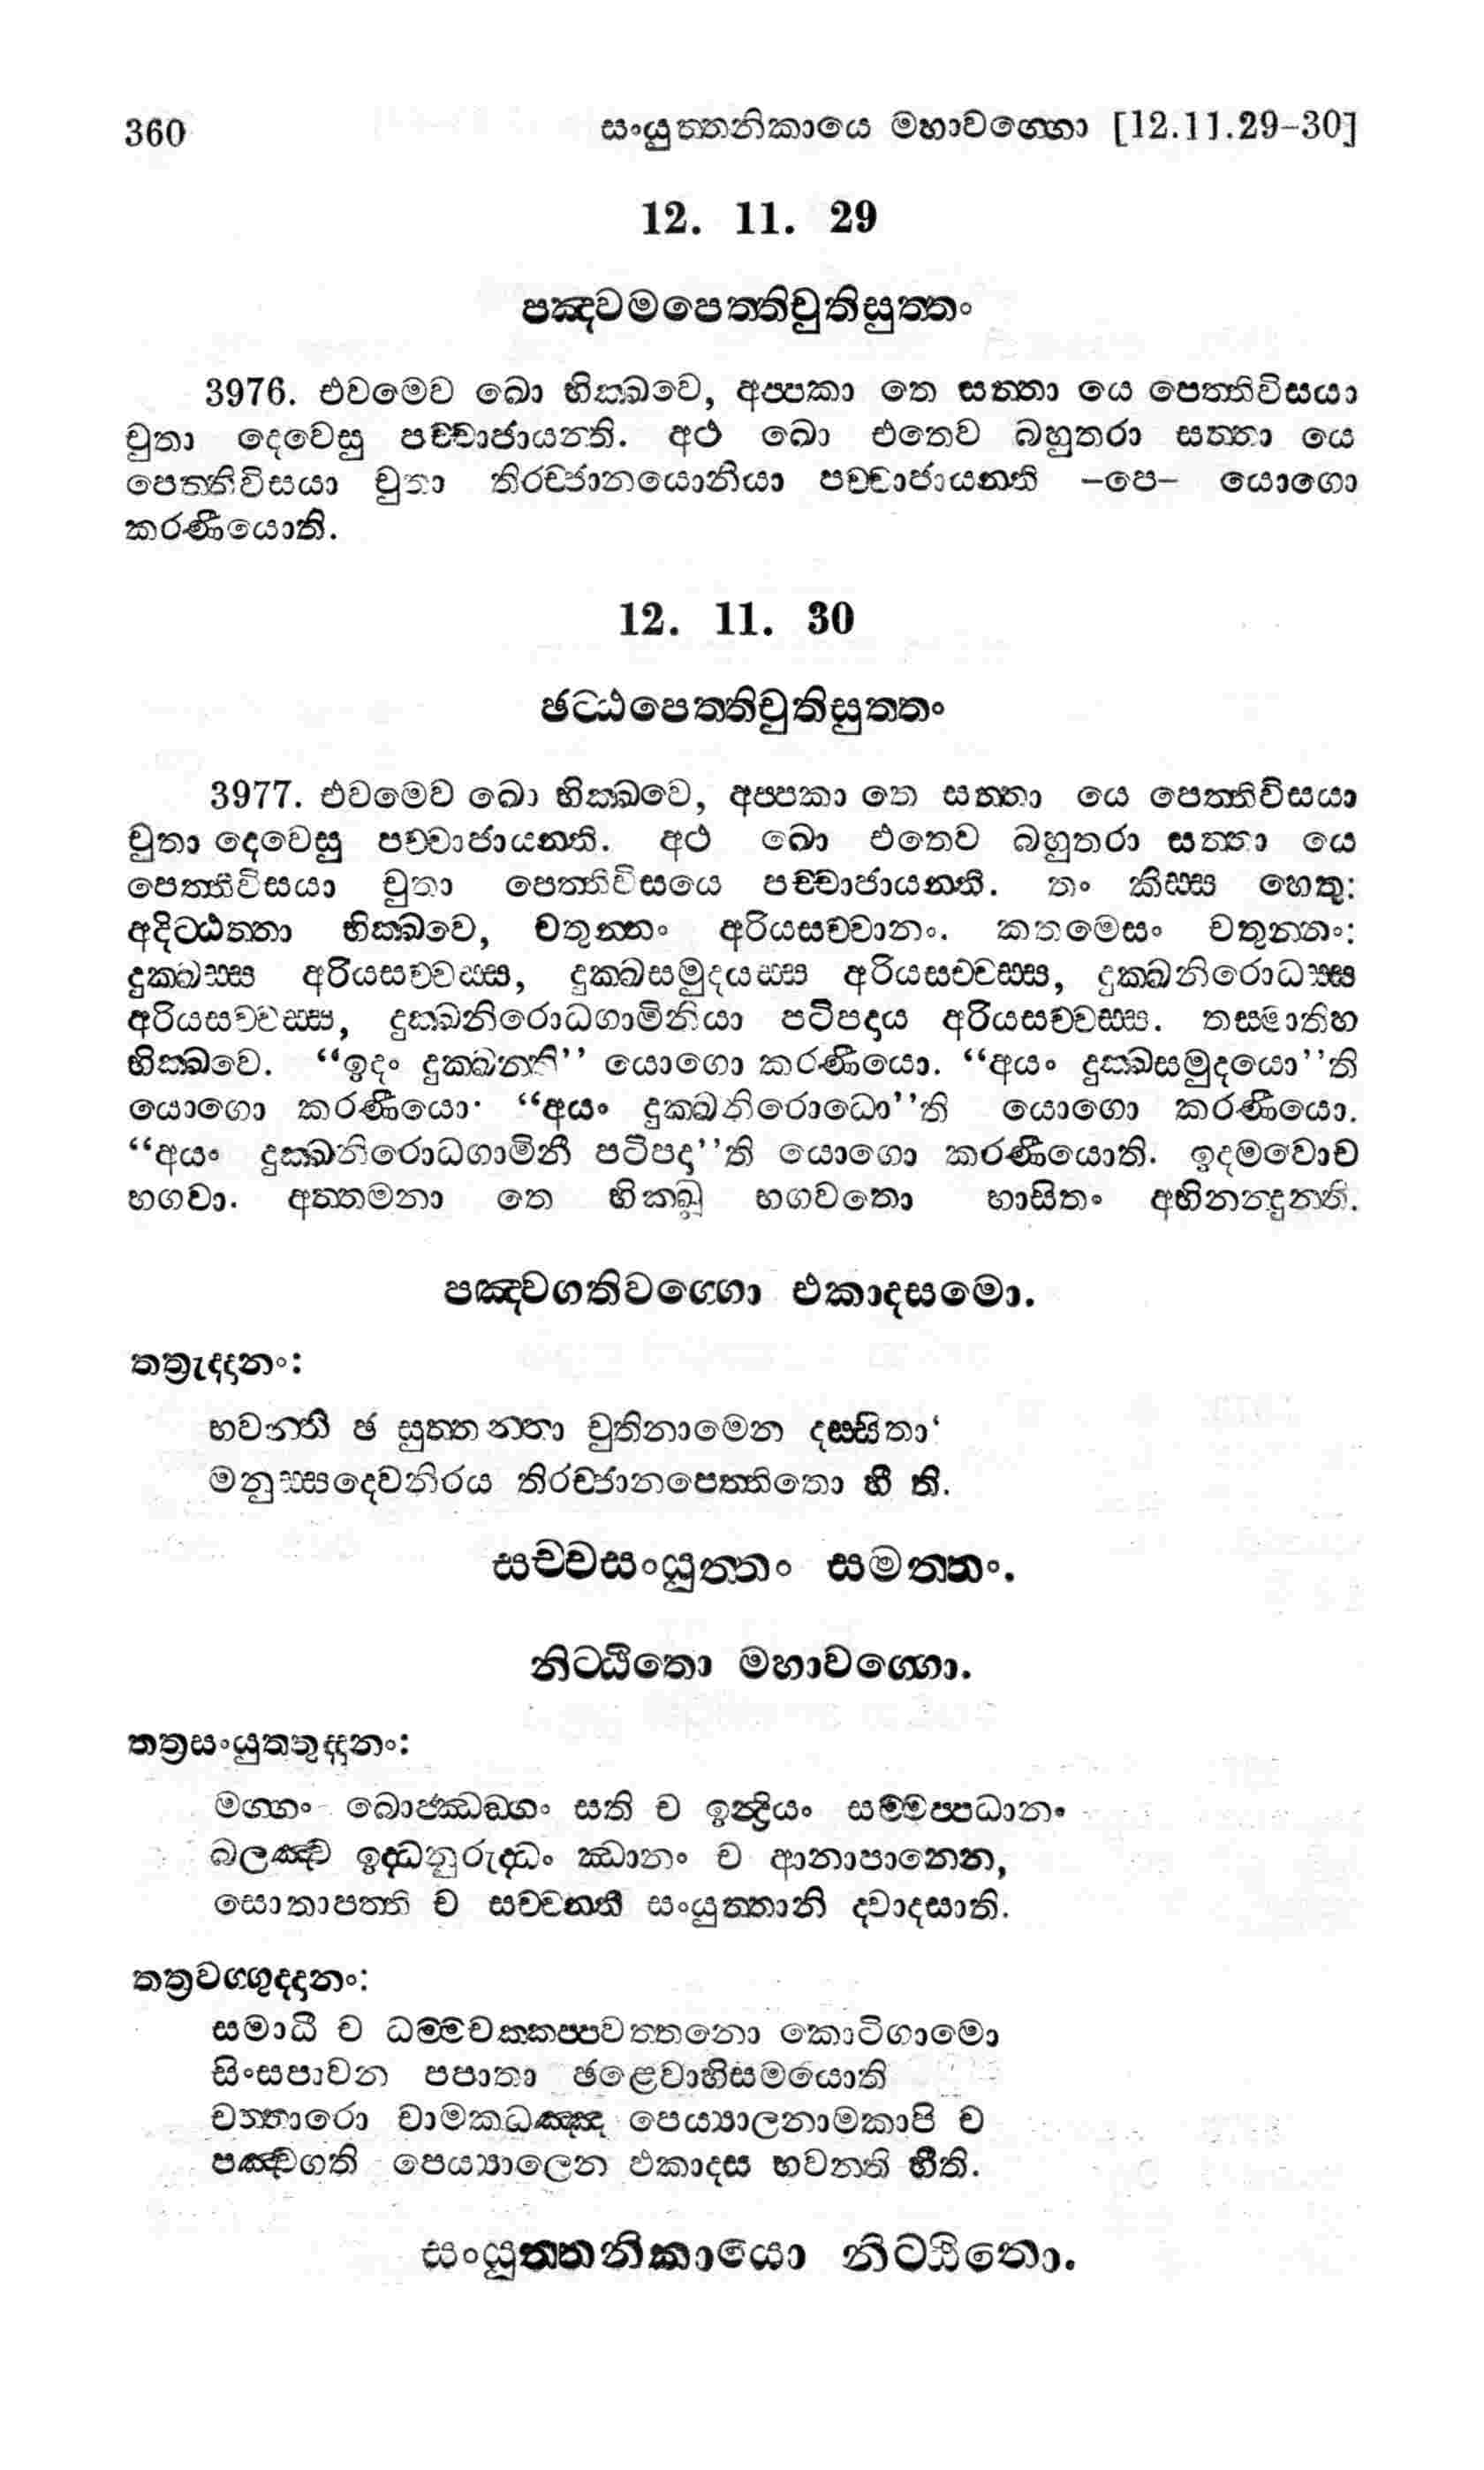 360 සංයුත්තනිකායෙ මහාවග්ගො [12.11.29-30]
12. 11. 29
පඤ්චමපෙත්තිචුතිසුත්තං
3976. එවමෙව ඛො භික්ඛවෙ, අප්පකා තෙ සත්තා යෙ පෙත්තිවිසයා
චුතා දෙවෙසු පච්චාජායන්ති. අථ ඛො එතෙව බහුතරා සත්තා යෙ
පෙත්තිවිසයා චුතා තිරච්ඡානයොනියා පච්චාජායන්ති -පෙ- යොගො
කරණීයොති.
12. 11. 30
ඡට්ඨපෙත්තිචුතිසුත්තං
3977. එවමෙව ඛො භික්ඛවෙ, අප්පකා තෙ සත්තා යෙ පෙත්තිවිසයා
චුතා දෙවෙසු පච්චාජායන්ති. අථ ඛො එතෙව බහුතරා සත්තා යෙ
පෙත්තිවිසයා චුතා පෙත්තිවිසයෙ පච්චාජායන්ති. තං කිස්ස හෙතු:
අදිට්ඨත්තා භික්ඛවෙ, චතුන්නං අරියසච්චානං. කතමෙසං චතුන්නං:
දුක්ඛස්ස අරියසච්චස්ස, දුක්ඛසමුදයස්ස අරියසච්චස්ස, දුක්ඛනිරොධස්ස
අරියසච්චස්ස, දුක්ඛනිරොධගාමිනියා පටිපදාය අරියසච්චස්ස. තස්මාතිහ
භික්ඛවෙ. “ඉදං දුක්ඛන්ති” යොගො කරණීයො. “අයං දුක්ඛසමුදයො”ති
යොගො කරණීයො. “අයං දුක්ඛනිරොධො”ති යොගො කරණීයො.
“අයං දුක්ඛනිරොධගාමිනී පටිපදා”ති යොගො කරණීයොති. ඉදමවොච
භගවා. අත්තමනා තෙ භික්ඛූ භගවතො භාසිතං අභිනන්දුන්ති.
පඤ්චගතිවග්ගො එකාදසමො.
තත්‍රැද්දානං:
භවන්ති ඡ සුත්තන්තා චුතිනාමෙන දස්සිතා‘
මනුස්සදෙවනිරය තිරච්ඡානපෙත්තිතො හී ති.
සච්චසංයුත්තං සමත්තං.
නිට්ඨිතො මහාවග්ගො.
තත්‍රසංයුත්තුද්දානං:
මග්ගං බොජ්ඣඞ්ගං සති ච ඉන්ද්‍රියං සම්මප්පධානං
බලඤ්ච ඉද්ධනුරුද්ධං ඣානං ච ආනාපානෙන,
සොතාපත්ති ච සච්චන්තී සංයුත්තානි ද්වාදසාති.
තත්‍රවග්ගුද්දානං:
සමාධී ච ධම්මචක්කප්පවත්තනො කොටිගාමො
සිංසපාවන පපාතා ඡළෙවාභිසමයොති
චත්තාරො චාමකධඤ්ඤ පෙය්‍යාලනාමකාපි ච
පඤ්චගති පෙය්‍යාලෙන එකාදස භවන්ති හීති.
සංයුත්තනිකායො නිට්ඨිතො.